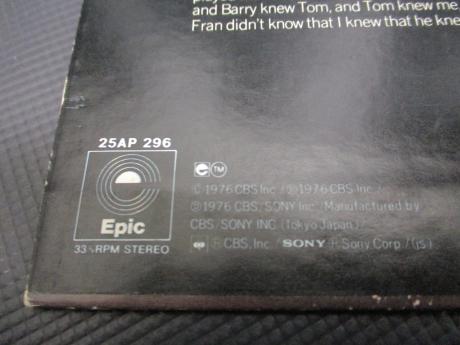 and Barry knew Tom, and Tom knew me.
Fran didn't know that I knew that he kne
25AP 296
Epic
33⅓RPM STEREO
e TM
©1976 CBS Inc. / ℗1976 CBS Inc. /
℗1976 CBS/SONY INC./Manufactured by
CBS/SONY INC. (Tokyo Japan)/
® CBS, Inc. / SONY ® Sony Corp./(js)